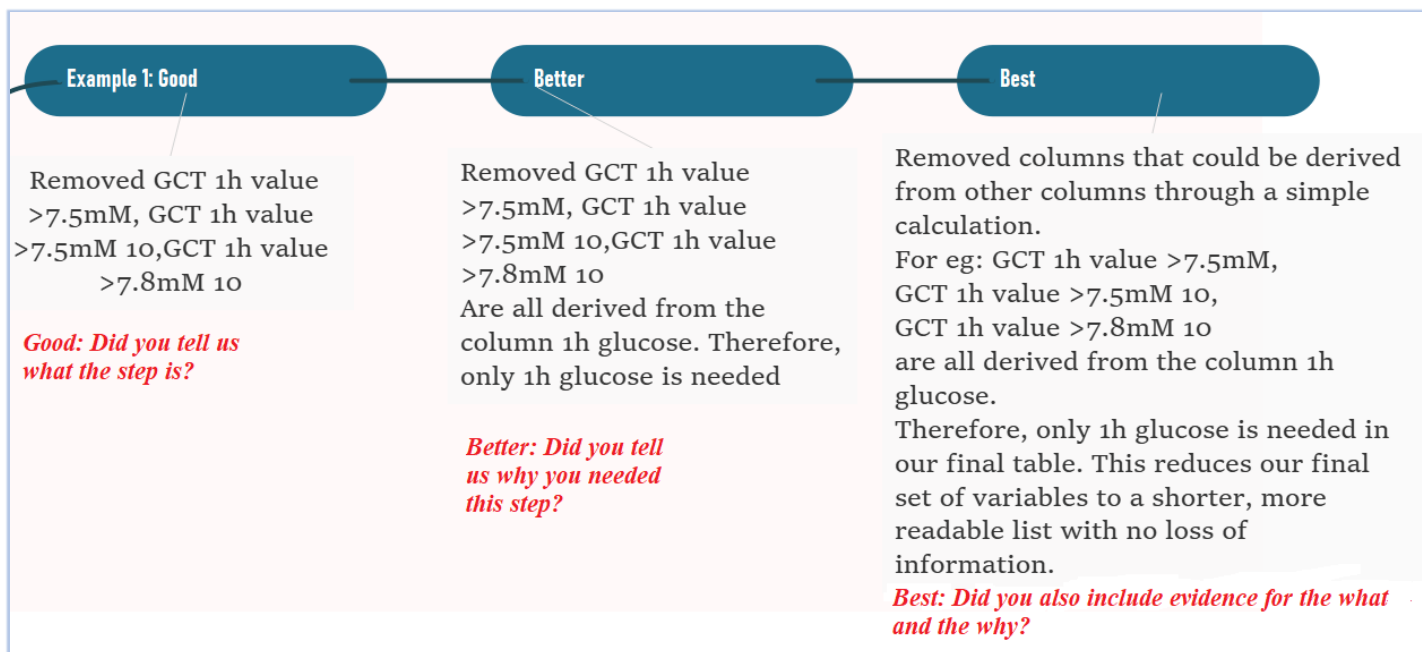 Example 1: Good
Removed GCT 1h value
>7.5mM, GCT 1h value
>7.5mM 10,GCT 1h value
>7.8mM 10
Good: Did you tell us
what the step is?
Better
Removed GCT 1h value
>7.5mM, GCT 1h value
>7.5mM 10,GCT 1h value
>7.8mM 10
Are all derived from the
column 1h glucose. Therefore,
only 1h glucose is needed
Better: Did you tell
us why you needed
this step?
Best
Removed columns that could be derived
from other columns through a simple
calculation.
For eg: GCT 1h value >7.5mM,
GCT 1h value >7.5mM 10,
GCT 1h value >7.8mM 10
are all derived from the column 1h
glucose.
Therefore, only 1h glucose is needed in
our final table. This reduces our final
set of variables to a shorter, more
readable list with no loss of
information.
Best: Did you also include evidence for the what
and the why?